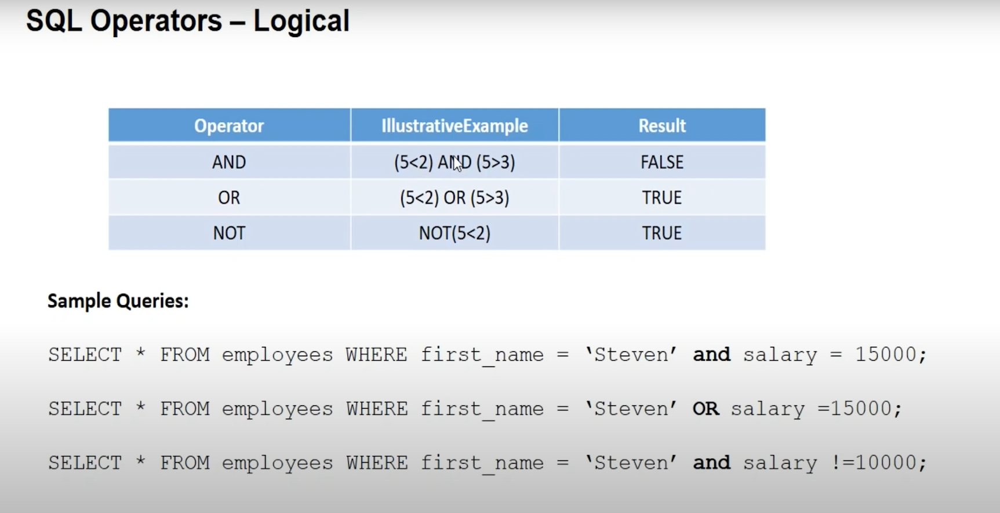 SQL Operators – Logical
Operator IllustrativeExample Result
AND (5<2) AND (5>3) FALSE
OR (5<2) OR (5>3) TRUE
NOT NOT(5<2) TRUE
Sample Queries:
SELECT * FROM employees WHERE first_name = ‘Steven’ and salary = 15000;
SELECT * FROM employees WHERE first_name = ‘Steven’ OR salary =15000;
SELECT * FROM employees WHERE first_name = ‘Steven’ and salary !=10000;